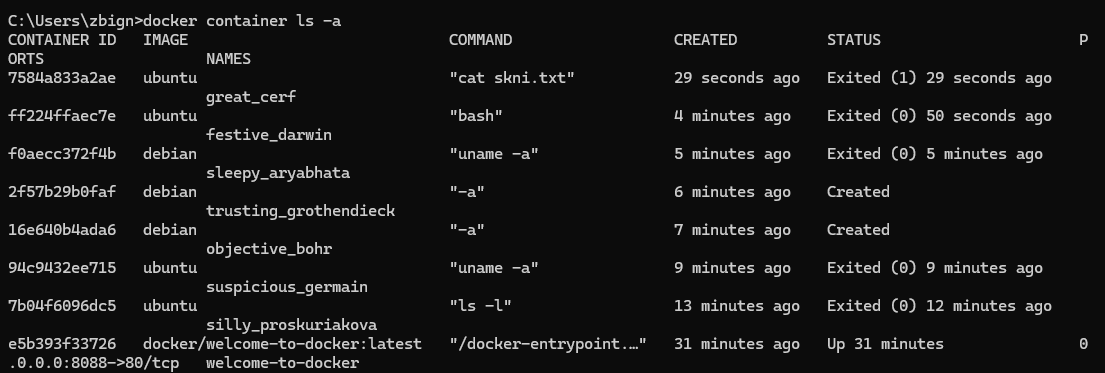 C:\Users\zbign>docker container ls -a
CONTAINER ID   IMAGE                             COMMAND                  CREATED          STATUS                      P
ORTS                  NAMES
7584a833a2ae   ubuntu                            "cat skni.txt"           29 seconds ago   Exited (1) 29 seconds ago
                      great_cerf
ff224ffaec7e   ubuntu                            "bash"                   4 minutes ago    Exited (0) 50 seconds ago
                      festive_darwin
f0aecc372f4b   debian                            "uname -a"               5 minutes ago    Exited (0) 5 minutes ago
                      sleepy_aryabhata
2f57b29b0faf   debian                            "-a"                     6 minutes ago    Created
                      trusting_grothendieck
16e640b4ada6   debian                            "-a"                     7 minutes ago    Created
                      objective_bohr
94c9432ee715   ubuntu                            "uname -a"               9 minutes ago    Exited (0) 9 minutes ago
                      suspicious_germain
7b04f6096dc5   ubuntu                            "ls -l"                  13 minutes ago   Exited (0) 12 minutes ago
                      silly_proskuriakova
e5b393f33726   docker/welcome-to-docker:latest   "/docker-entrypoint.…"   31 minutes ago   Up 31 minutes               0
.0.0.0:8088->80/tcp   welcome-to-docker